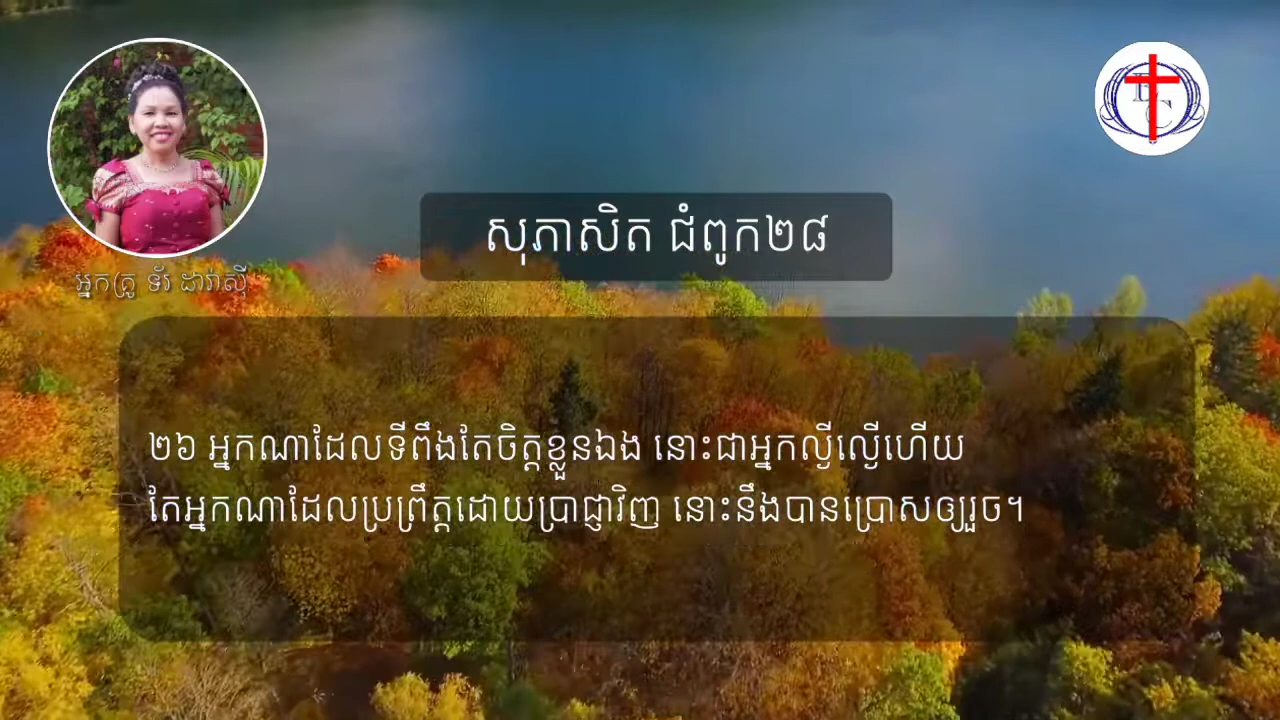 អ្នកគ្រូ ទ័រ ដារ៉ាស៊ី
សុភាសិត ជំពូក២៨
២៦ អ្នកណាដែលទីពឹងតែចិត្តខ្លួនឯង នោះជាអ្នកល្ងីល្ងើហើយ
តែអ្នកណាដែលប្រព្រឹត្តដោយប្រាជ្ញាវិញ នោះនឹងបានប្រោសឲ្យរួច។